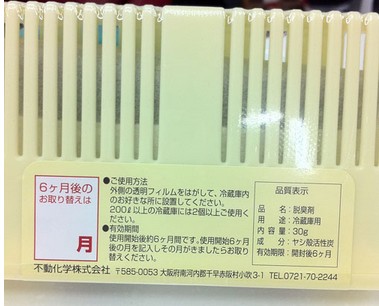 6ヶ月後の
お取り替えは
月
●ご使用方法
外側の透明フィルムをはがして、冷蔵庫内
のお好きな所に設置してください。
200ℓ以上の冷蔵庫には2個以上ご使用く
ださい。
●有効期間
使用開始後約6ヶ月間です。使用開始6ヶ月
後の月を記入しその月がきましたらお取り
替えください。
品質表示
品 名：脱臭剤
用 途：冷蔵庫用
内容量：30g
成 分：ヤシ殻活性炭
有効期限：開封後6ヶ月
不動化学株式会社 〒585-0053 大阪府南河内郡千早赤阪村小吹3-1 TEL.0721-70-2244